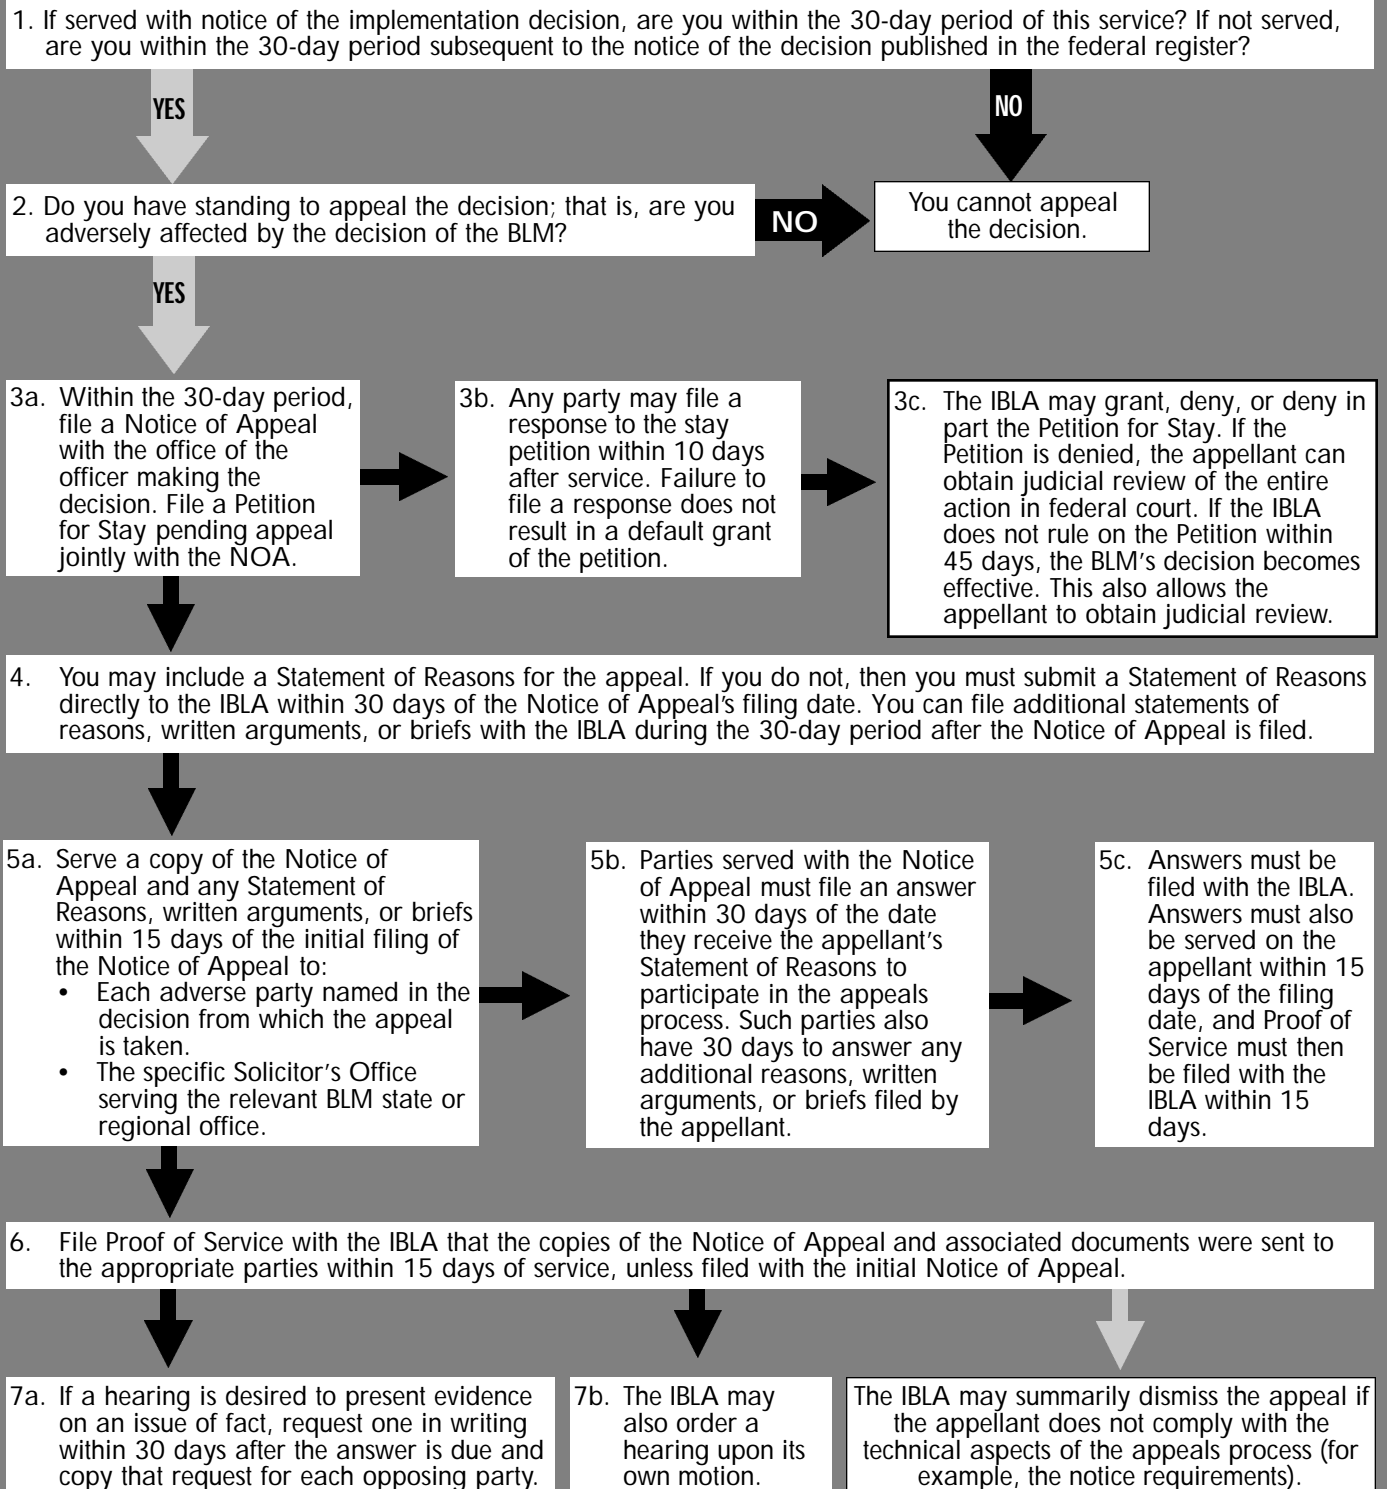 1. If served with notice of the implementation decision, are you within the 30-day period of this service? If not served,
are you within the 30-day period subsequent to the notice of the decision published in the federal register?
YES
NO
2. Do you have standing to appeal the decision; that is, are you
adversely affected by the decision of the BLM?
NO
You cannot appeal
the decision.
YES
3a. Within the 30-day period,
file a Notice of Appeal
with the office of the
officer making the
decision. File a Petition
for Stay pending appeal
jointly with the NOA.
3b. Any party may file a
response to the stay
petition within 10 days
after service. Failure to
file a response does not
result in a default grant
of the petition.
3c. The IBLA may grant, deny, or deny in
part the Petition for Stay. If the
Petition is denied, the appellant can
obtain judicial review of the entire
action in federal court. If the IBLA
does not rule on the Petition within
45 days, the BLM's decision becomes
effective. This also allows the
appellant to obtain judicial review.
4. You may include a Statement of Reasons for the appeal. If you do not, then you must submit a Statement of Reasons
directly to the IBLA within 30 days of the Notice of Appeal's filing date. You can file additional statements of
reasons, written arguments, or briefs with the IBLA during the 30-day period after the Notice of Appeal is filed.
5a. Serve a copy of the Notice of
Appeal and any Statement of
Reasons, written arguments, or briefs
within 15 days of the initial filing of
the Notice of Appeal to:
• Each adverse party named in the
decision from which the appeal
is taken.
• The specific Solicitor's Office
serving the relevant BLM state or
regional office.
5b. Parties served with the Notice
of Appeal must file an answer
within 30 days of the date
they receive the appellant's
Statement of Reasons to
participate in the appeals
process. Such parties also
have 30 days to answer any
additional reasons, written
arguments, or briefs filed by
the appellant.
5c. Answers must be
filed with the IBLA.
Answers must also
be served on the
appellant within 15
days of the filing
date, and Proof of
Service must then
be filed with the
IBLA within 15
days.
6. File Proof of Service with the IBLA that the copies of the Notice of Appeal and associated documents were sent to
the appropriate parties within 15 days of service, unless filed with the initial Notice of Appeal.
7a. If a hearing is desired to present evidence
on an issue of fact, request one in writing
within 30 days after the answer is due and
copy that request for each opposing party.
7b. The IBLA may
also order a
hearing upon its
own motion.
The IBLA may summarily dismiss the appeal if
the appellant does not comply with the
technical aspects of the appeals process (for
example, the notice requirements).